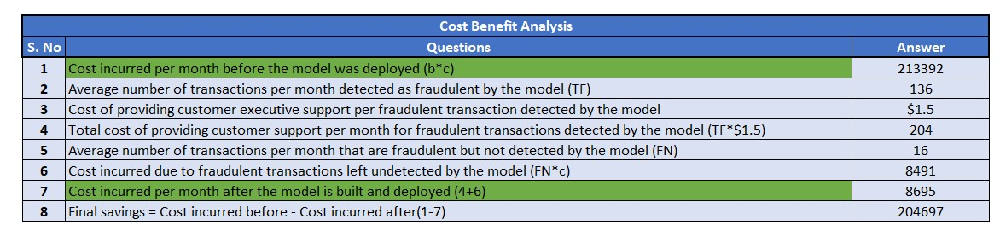 Cost Benefit Analysis
S. No Questions Answer
1 Cost incurred per month before the model was deployed (b*c) 213392
2 Average number of transactions per month detected as fraudulent by the model (TF) 136
3 Cost of providing customer executive support per fraudulent transaction detected by the model $1.5
4 Total cost of providing customer support per month for fraudulent transactions detected by the model (TF*$1.5) 204
5 Average number of transactions per month that are fraudulent but not detected by the model (FN) 16
6 Cost incurred due to fraudulent transactions left undetected by the model (FN*c) 8491
7 Cost incurred per month after the model is built and deployed (4+6) 8695
8 Final savings = Cost incurred before - Cost incurred after(1-7) 204697